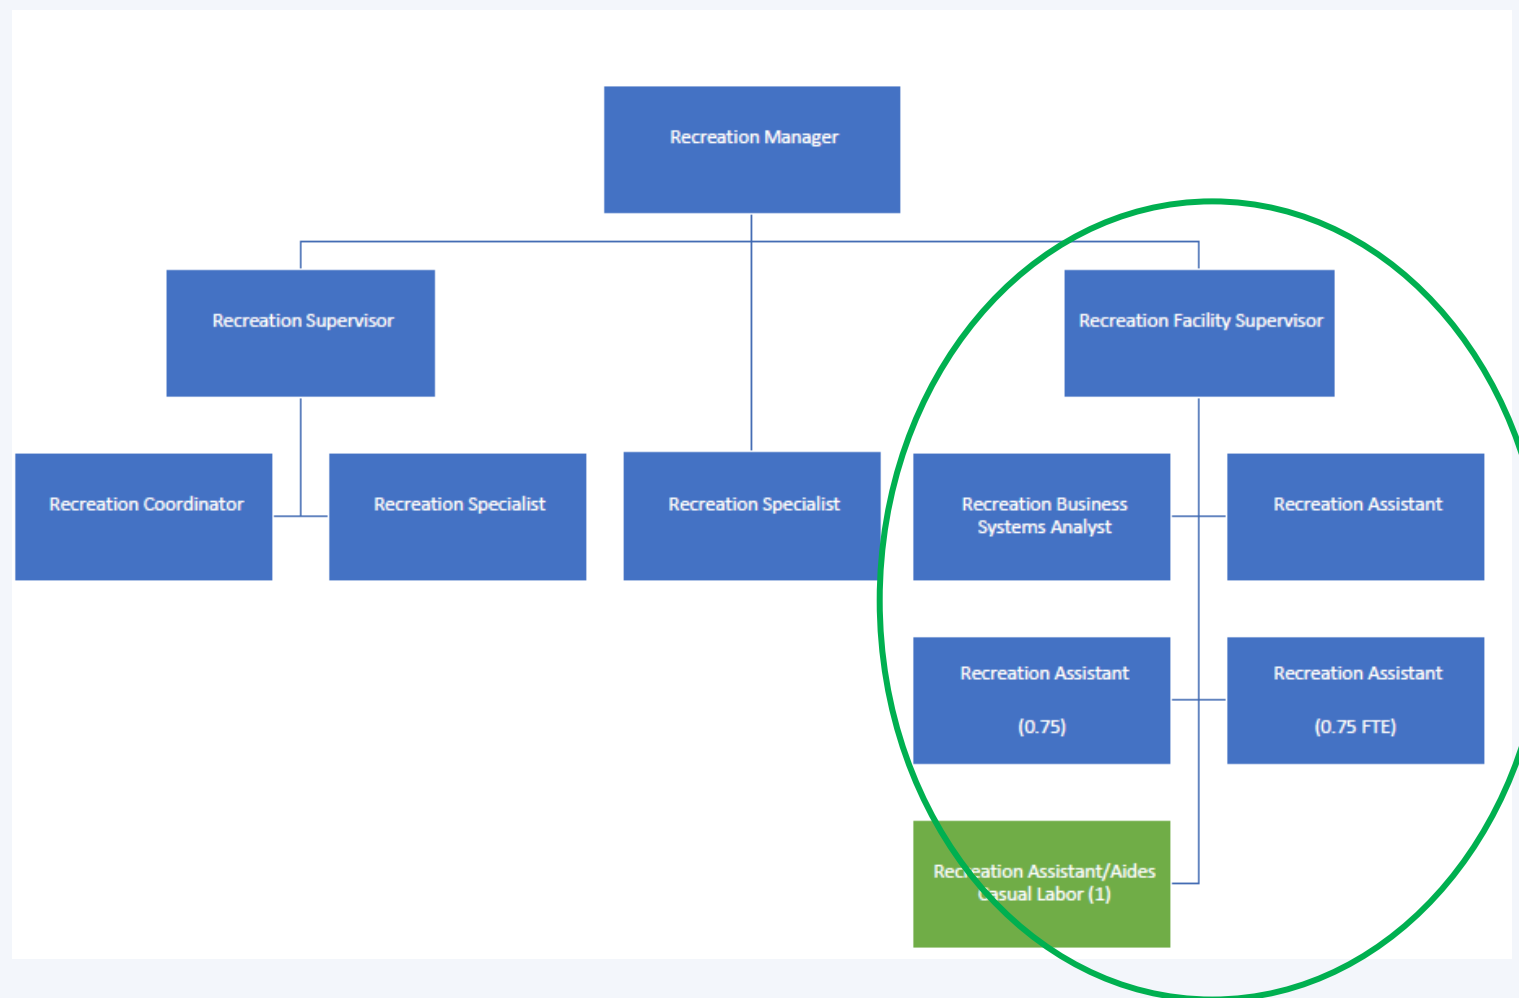 Recreation Manager
Recreation Supervisor
Recreation Facility Supervisor
Recreation Coordinator
Recreation Specialist
Recreation Specialist
Recreation Business
Systems Analyst
Recreation Assistant
Recreation Assistant
(0.75)
Recreation Assistant
(0.75 FTE)
Recreation Assistant/Aides
Casual Labor (1)